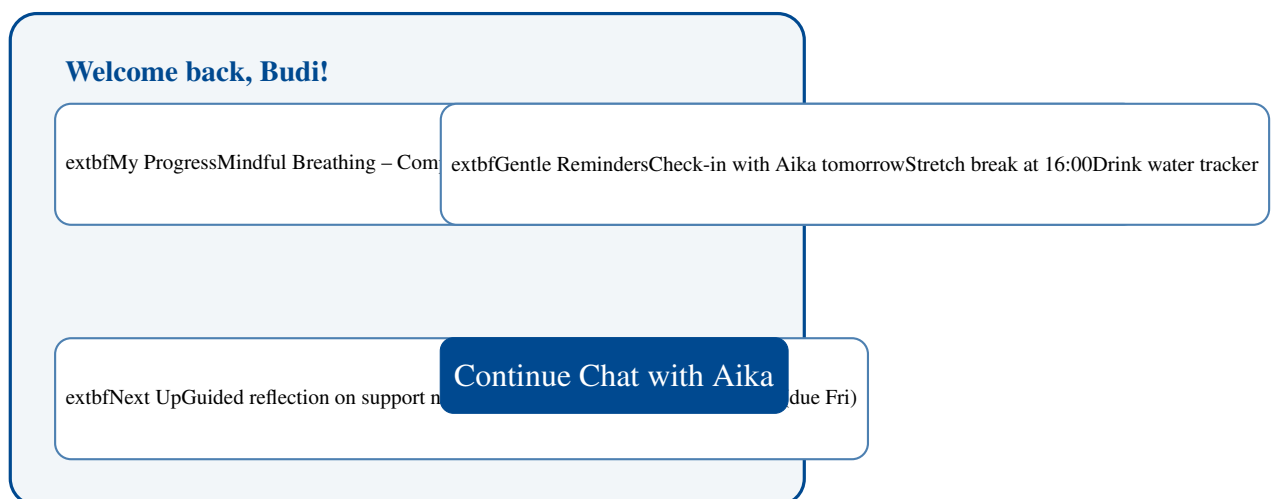 Welcome back, Budi!
extbfMy ProgressMindful Breathing – Com
extbfGentle RemindersCheck-in with Aika tomorrowStretch break at 16:00Drink water tracker
extbfNext UpGuided reflection on support
Continue Chat with Aika
due Fri)